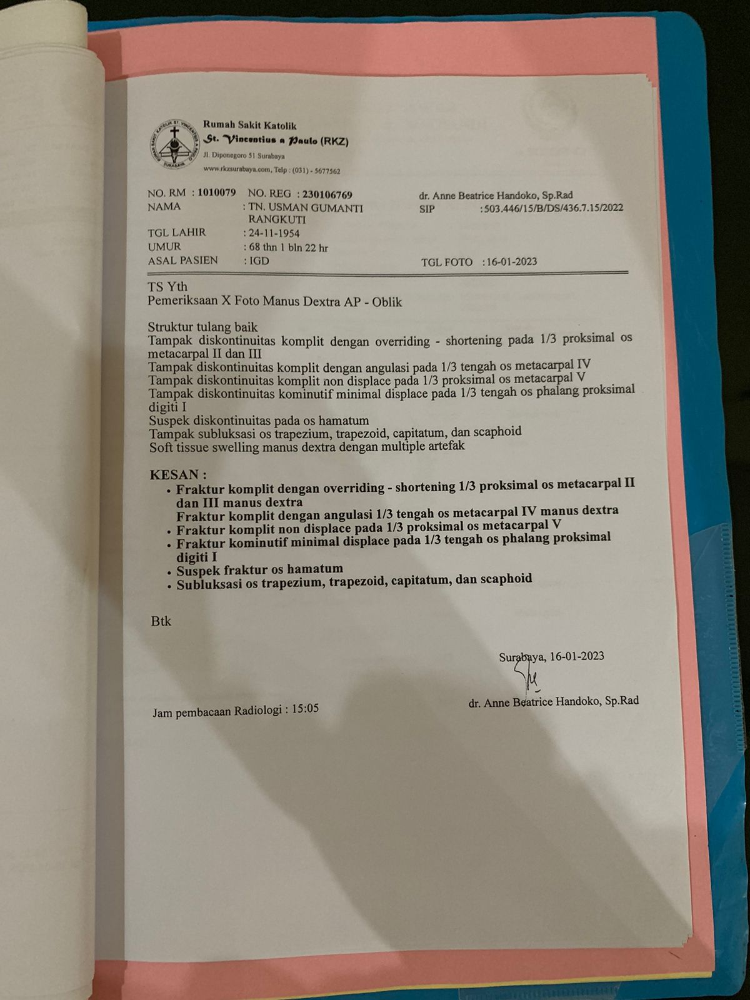 Rumah Sakit Katolik
St. Vincentius a Paulo (RKZ)
Jl. Diponegoro 51 Surabaya
www.rkzsurabaya.com, Telp : (031) - 5677562
RUMAH SAKIT KATOLIK ST. VINCENTIUS A PAULO
SURABAYA
NO. RM : 1010079 NO. REG : 230106769 dr. Anne Beatrice Handoko, Sp.Rad
NAMA : TN. USMAN GUMANTI SIP : 503.446/15/B/DS/436.7.15/2022
RANGKUTI
TGL LAHIR : 24-11-1954
UMUR : 68 thn 1 bln 22 hr
ASAL PASIEN : IGD TGL FOTO : 16-01-2023
TS Yth
Pemeriksaan X Foto Manus Dextra AP - Oblik
Struktur tulang baik
Tampak diskontinuitas komplit dengan overriding - shortening pada 1/3 proksimal os
metacarpal II dan III
Tampak diskontinuitas komplit dengan angulasi pada 1/3 tengah os metacarpal IV
Tampak diskontinuitas komplit non displace pada 1/3 proksimal os metacarpal V
Tampak diskontinuitas kominutif minimal displace pada 1/3 tengah os phalang proksimal
digiti I
Suspek diskontinuitas pada os hamatum
Tampak subluksasi os trapezium, trapezoid, capitatum, dan scaphoid
Soft tissue swelling manus dextra dengan multiple artefak
KESAN :
• Fraktur komplit dengan overriding - shortening 1/3 proksimal os metacarpal II
dan III manus dextra
Fraktur komplit dengan angulasi 1/3 tengah os metacarpal IV manus dextra
• Fraktur komplit non displace pada 1/3 proksimal os metacarpal V
• Fraktur kominutif minimal displace pada 1/3 tengah os phalang proksimal
digiti I
• Suspek fraktur os hamatum
• Subluksasi os trapezium, trapezoid, capitatum, dan scaphoid
Btk
Surabaya, 16-01-2023
Jam pembacaan Radiologi : 15:05 dr. Anne Beatrice Handoko, Sp.Rad